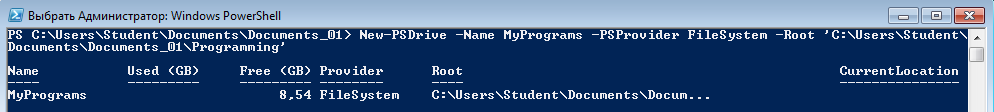 Выбрать Администратор: Windows PowerShell
PS C:\Users\Student\Documents\Documents_01> New-PSDrive -Name MyPrograms -PSProvider FileSystem -Root 'C:\Users\Student\
Documents\Documents_01\Programming'
Name Used (GB) Free (GB) Provider Root CurrentLocation
---- --------- --------- -------- ---- ---------------
MyPrograms 8,54 FileSystem C:\Users\Student\Documents\Docum...